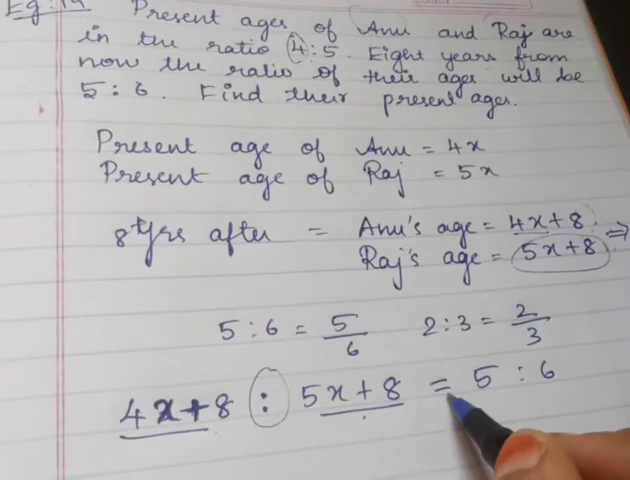 Eg: 14 Present ages of Anu and Raj are
in the ratio 4:5. Eight years from
now the ratio of their ages will be
5:6. Find their present ages.
Present age of Anu = 4x
Present age of Raj = 5x
8 yrs after = Anu's age = 4x+8 ⇒
Raj's age = 5x+8
5:6 = 5/6 2:3 = 2/3
4x+8 : 5x+8 = 5:6